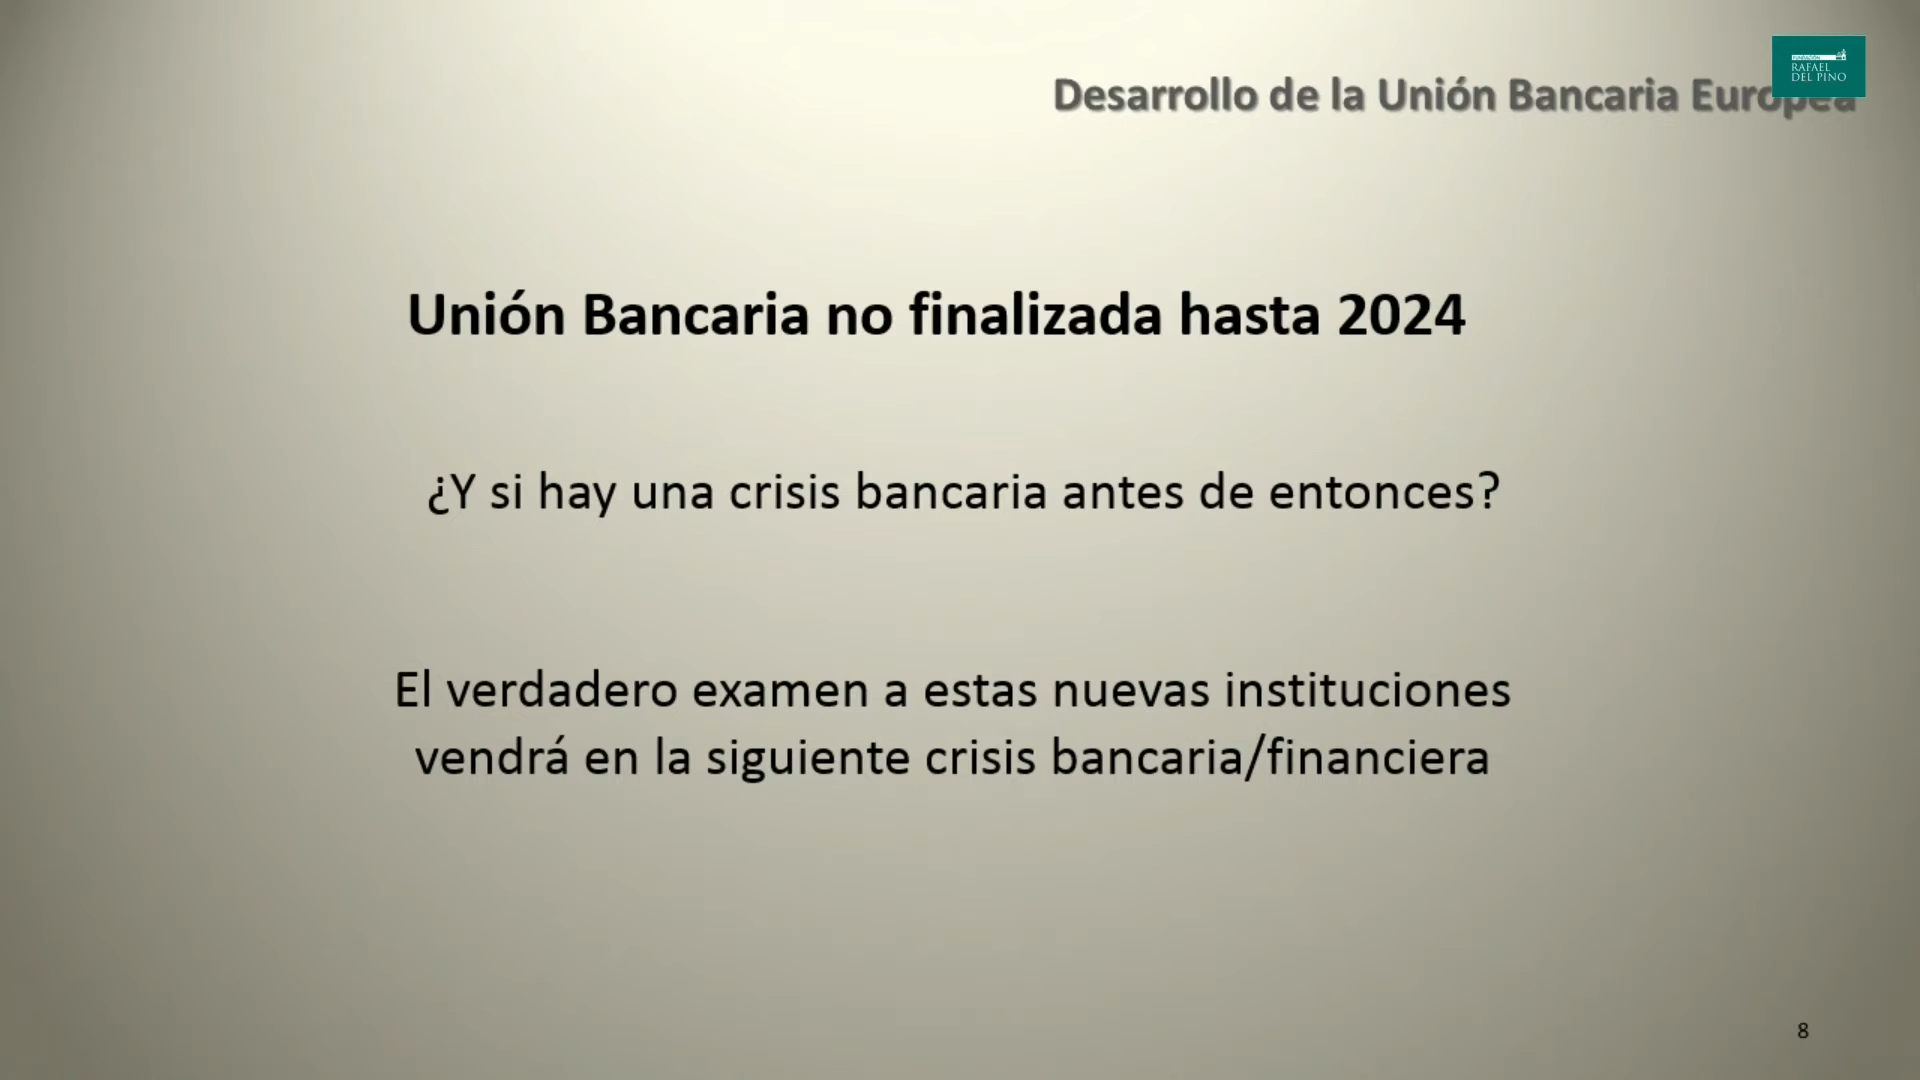 FUNDACIÓN
RAFAEL
DEL PINO
Desarrollo de la Unión Bancaria Europea
Unión Bancaria no finalizada hasta 2024
¿Y si hay una crisis bancaria antes de entonces?
El verdadero examen a estas nuevas instituciones
vendrá en la siguiente crisis bancaria/financiera
8